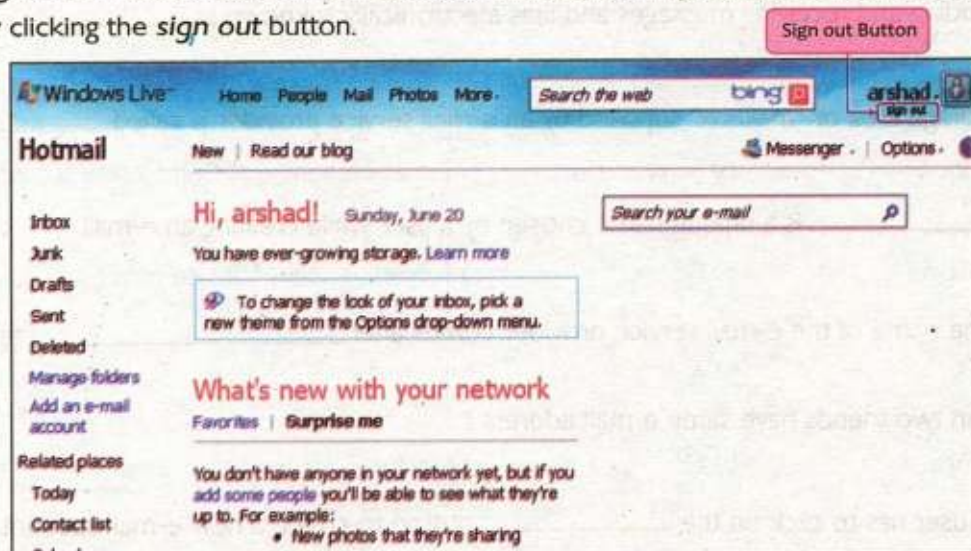 clicking the sign out button.
Sign out Button
Windows Live
Home People Mail Photos More
Search the web bing
arshad
sign out
Hotmail
New | Read our blog
Messenger | Options
Hi, arshad! Sunday, June 20
Search your e-mail
You have ever-growing storage. Learn more
To change the look of your inbox, pick a
new theme from the Options drop-down menu.
Inbox
Junk
Drafts
Sent
Deleted
Manage folders
Add an e-mail
account
Related places
Today
Contact list
What's new with your network
Favorites | Surprise me
You don't have anyone in your network yet, but if you
add some people you'll be able to see what they're
up to. For example:
• New photos that they're sharing